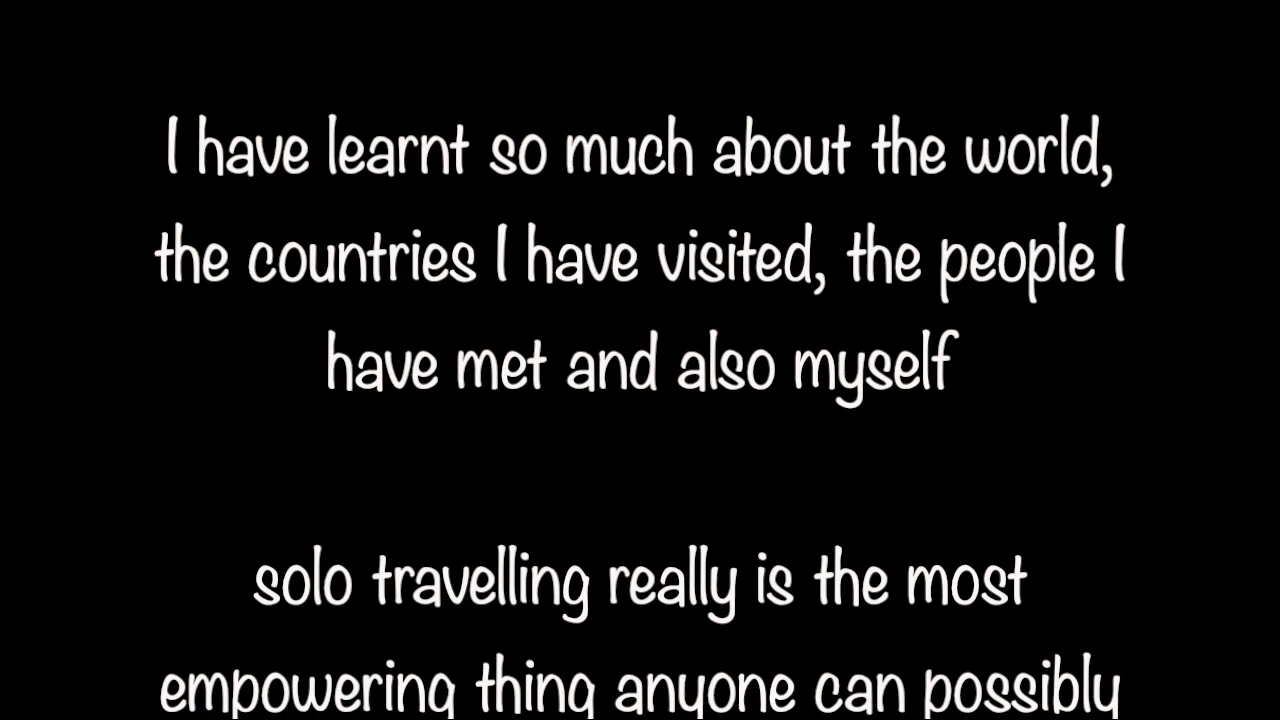 I have learnt so much about the world,
the countries I have visited, the people I
have met and also myself
solo travelling really is the most
empowering thing anyone can possibly